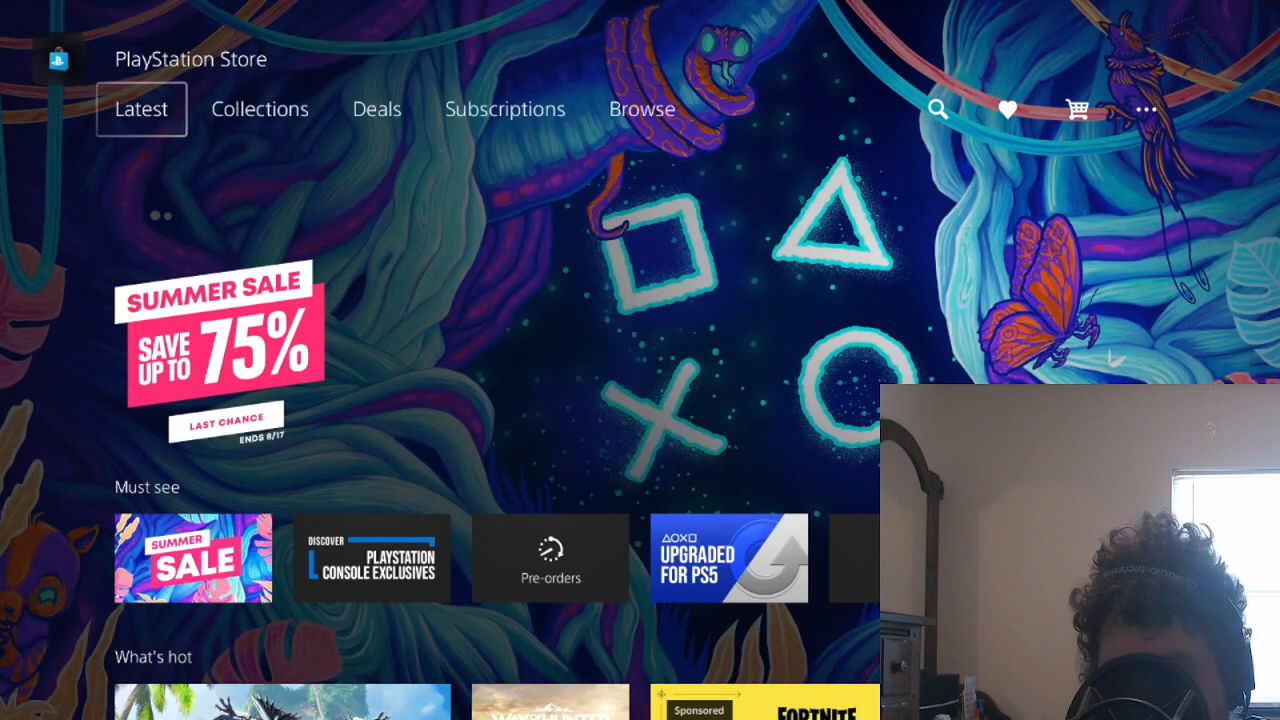 PlayStation Store
Latest
Collections
Deals
Subscriptions
Browse
SUMMER SALE
SAVE
UP TO
75%
LAST CHANCE
ENDS 8/17
Must see
SUMMER
SALE
DISCOVER
PLAYSTATION
CONSOLE EXCLUSIVES
Pre-orders
UPGRADED
FOR PS5
What's hot
Sponsored
FORTNITE